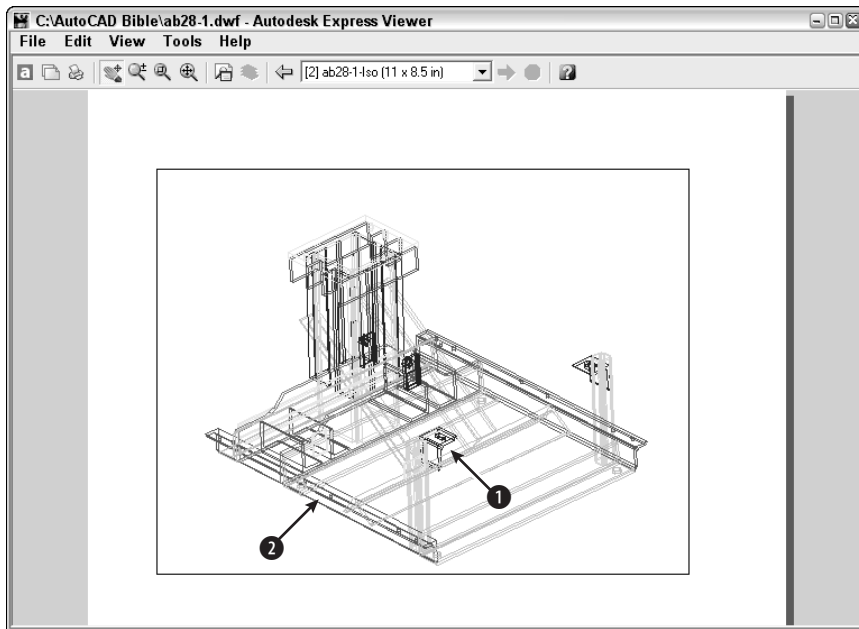 C:\AutoCAD Bible\ab28-1.dwf - Autodesk Express Viewer
File Edit View Tools Help
a [2] ab28-1-Iso (11 x 8.5 in) ?
1
2